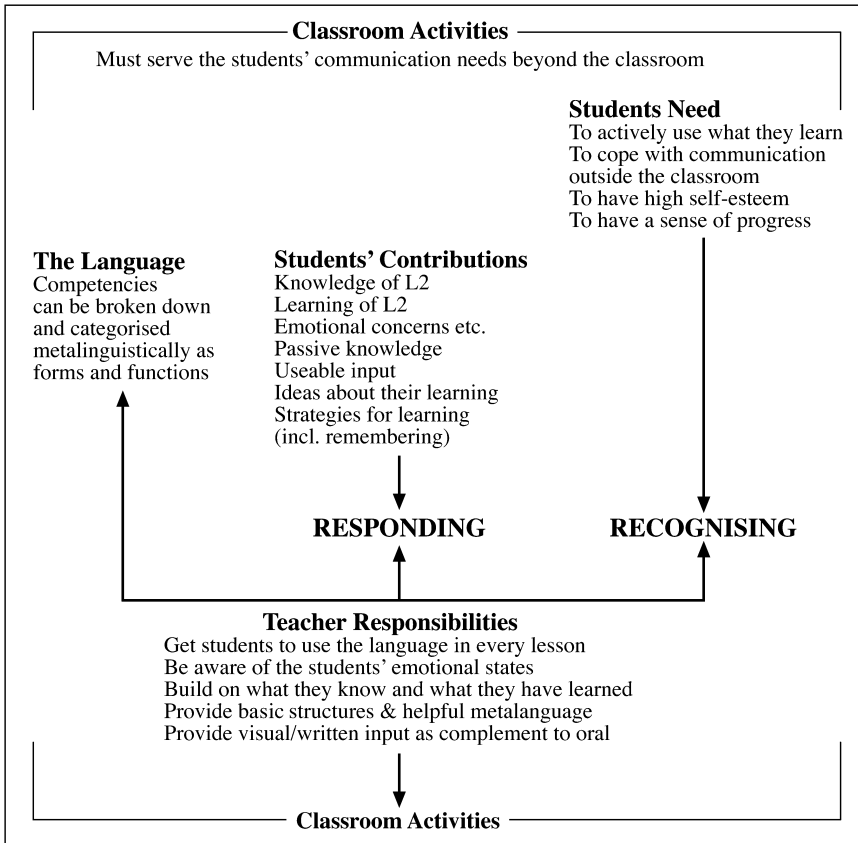 Classroom Activities
Must serve the students’ communication needs beyond the classroom
Students Need
To actively use what they learn
To cope with communication
outside the classroom
To have high self-esteem
To have a sense of progress
The Language
Competencies
can be broken down
and categorised
metalinguistically as
forms and functions
Students’ Contributions
Knowledge of L2
Learning of L2
Emotional concerns etc.
Passive knowledge
Useable input
Ideas about their learning
Strategies for learning
(incl. remembering)
RESPONDING
RECOGNISING
Teacher Responsibilities
Get students to use the language in every lesson
Be aware of the students’ emotional states
Build on what they know and what they have learned
Provide basic structures & helpful metalanguage
Provide visual/written input as complement to oral
Classroom Activities